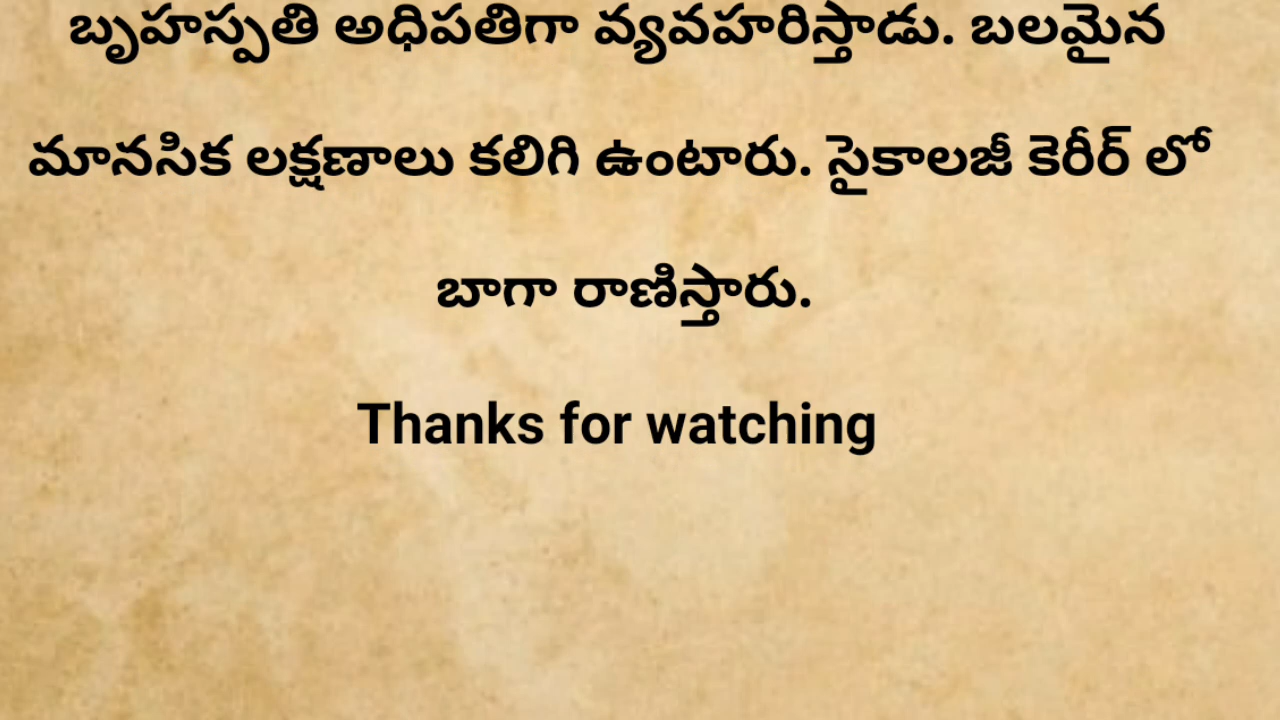 బృహస్పతి అధిపతిగా వ్యవహరిస్తాడు. బలమైన
మానసిక లక్షణాలు కలిగి ఉంటారు. సైకాలజీ కెరీర్ లో
బాగా రాణిస్తారు.
Thanks for watching